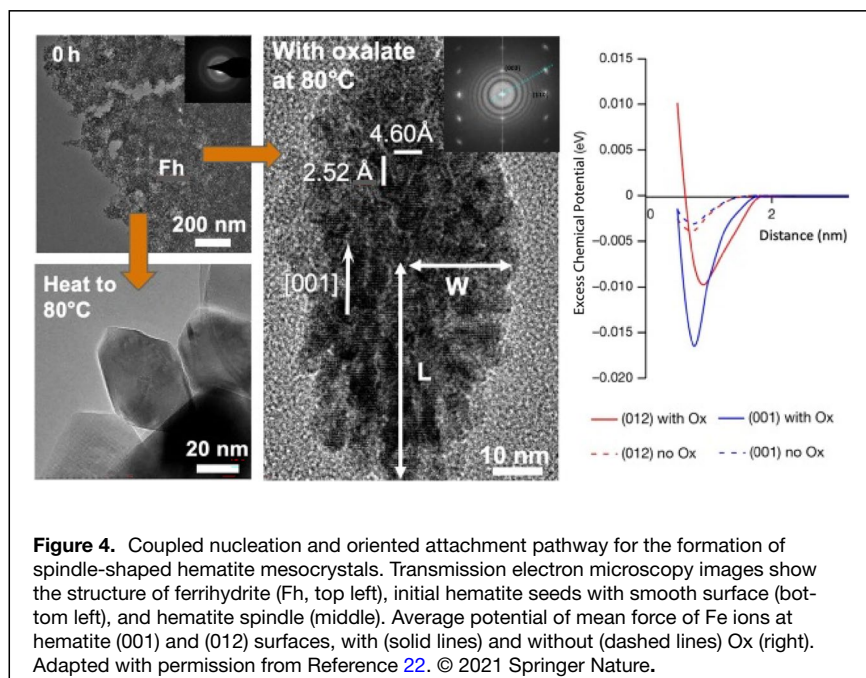 0 h
Fh
200 nm
Heat to
80°C
20 nm
With oxalate
at 80°C
4.60Å
2.52 Å
[001]
W
L
10 nm
Excess Chemical Potential (eV)
0.015
0.010
0.005
0
−0.005
−0.010
−0.015
−0.020
0
2
Distance (nm)
(012) with Ox
(001) with Ox
(012) no Ox
(001) no Ox
Figure 4. Coupled nucleation and oriented attachment pathway for the formation of
spindle-shaped hematite mesocrystals. Transmission electron microscopy images show
the structure of ferrihydrite (Fh, top left), initial hematite seeds with smooth surface (bot-
tom left), and hematite spindle (middle). Average potential of mean force of Fe ions at
hematite (001) and (012) surfaces, with (solid lines) and without (dashed lines) Ox (right).
Adapted with permission from Reference 22. © 2021 Springer Nature.